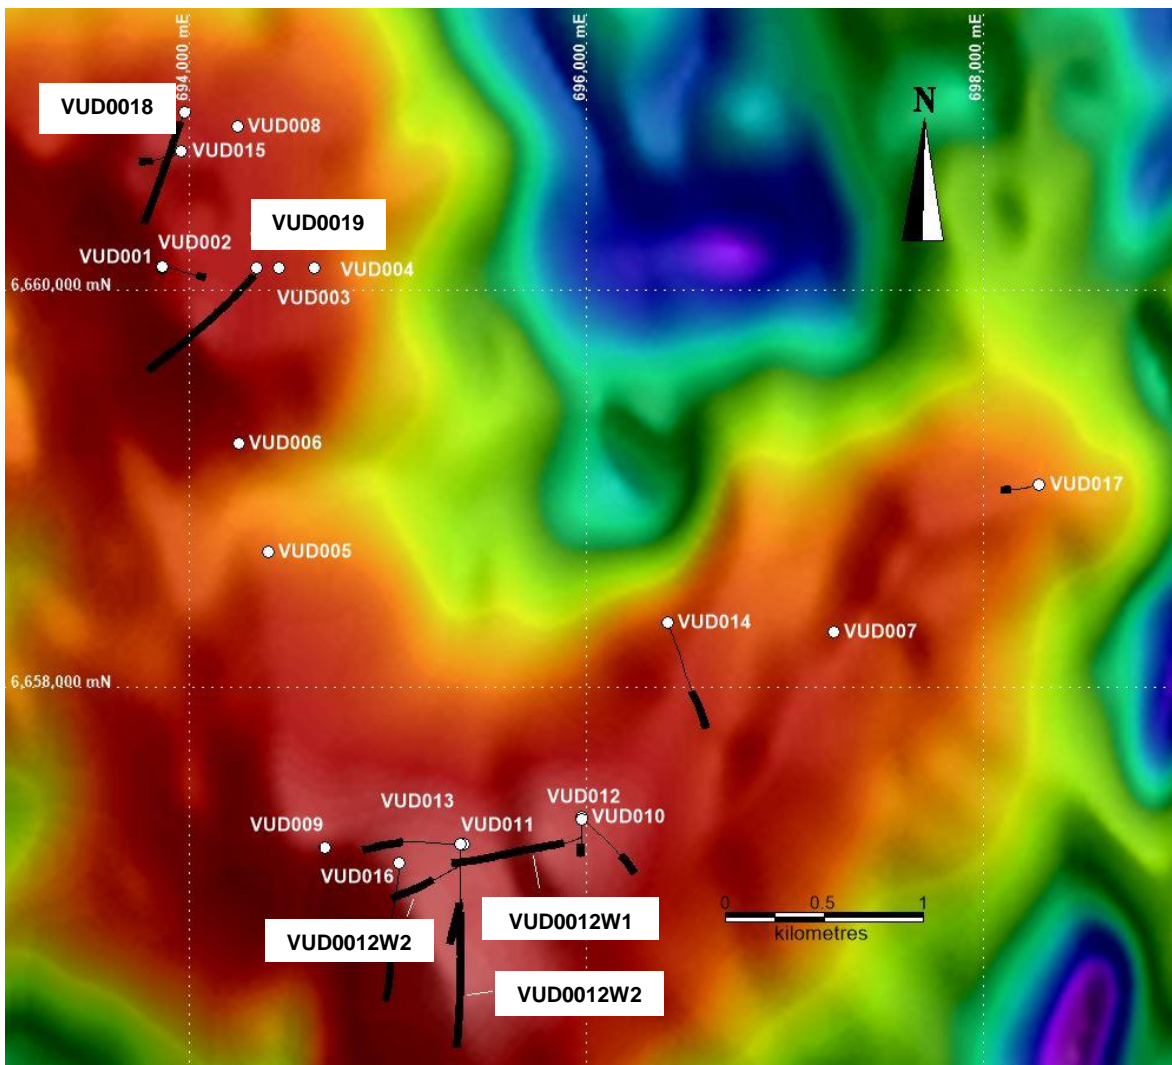 694,000 mE
696,000 mE
698,000 mE
N
VUD0018
VUD008
VUD015
VUD0019
VUD002
VUD001
VUD004
6,660,000 mN
VUD003
VUD006
VUD017
VUD005
VUD014
VUD007
6,658,000 mN
VUD013
VUD012
VUD009
VUD011
VUD010
VUD016
0 0.5 1
kilometres
VUD0012W1
VUD0012W2
VUD0012W2